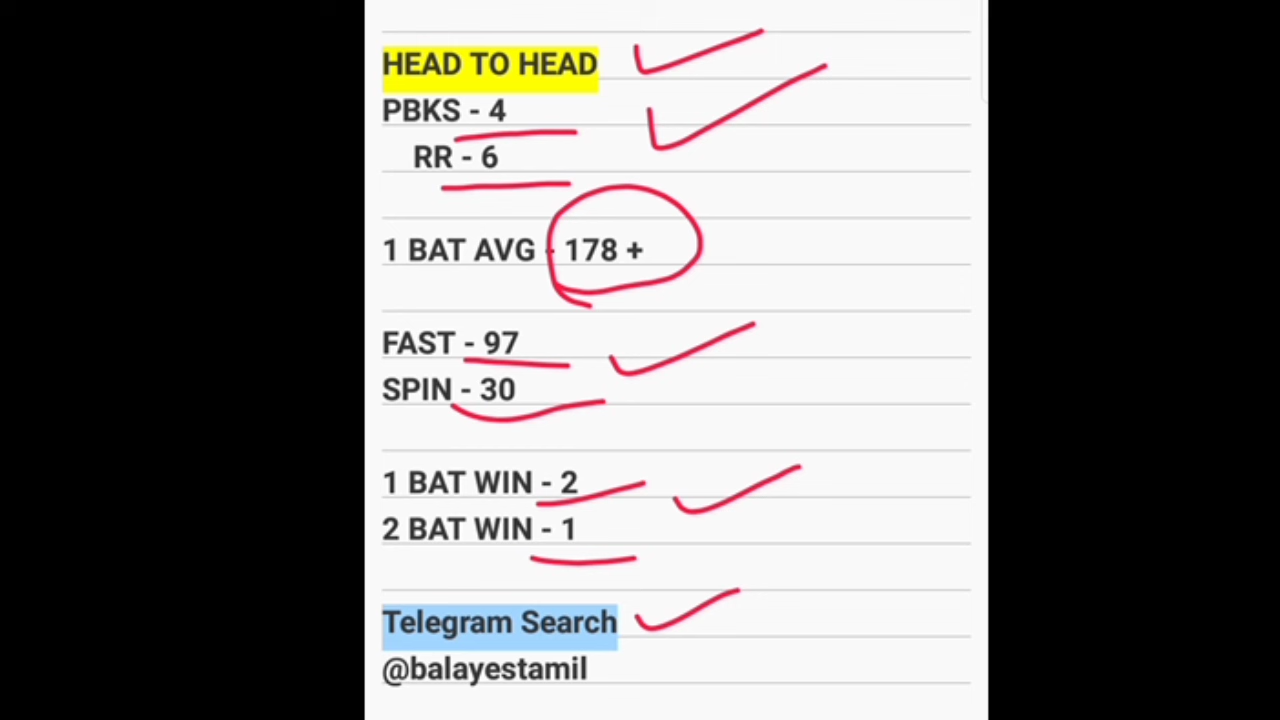 HEAD TO HEAD
PBKS - 4
RR - 6
1 BAT AVG - 178 +
FAST - 97
SPIN - 30
1 BAT WIN - 2
2 BAT WIN - 1
Telegram Search
@balayestamil